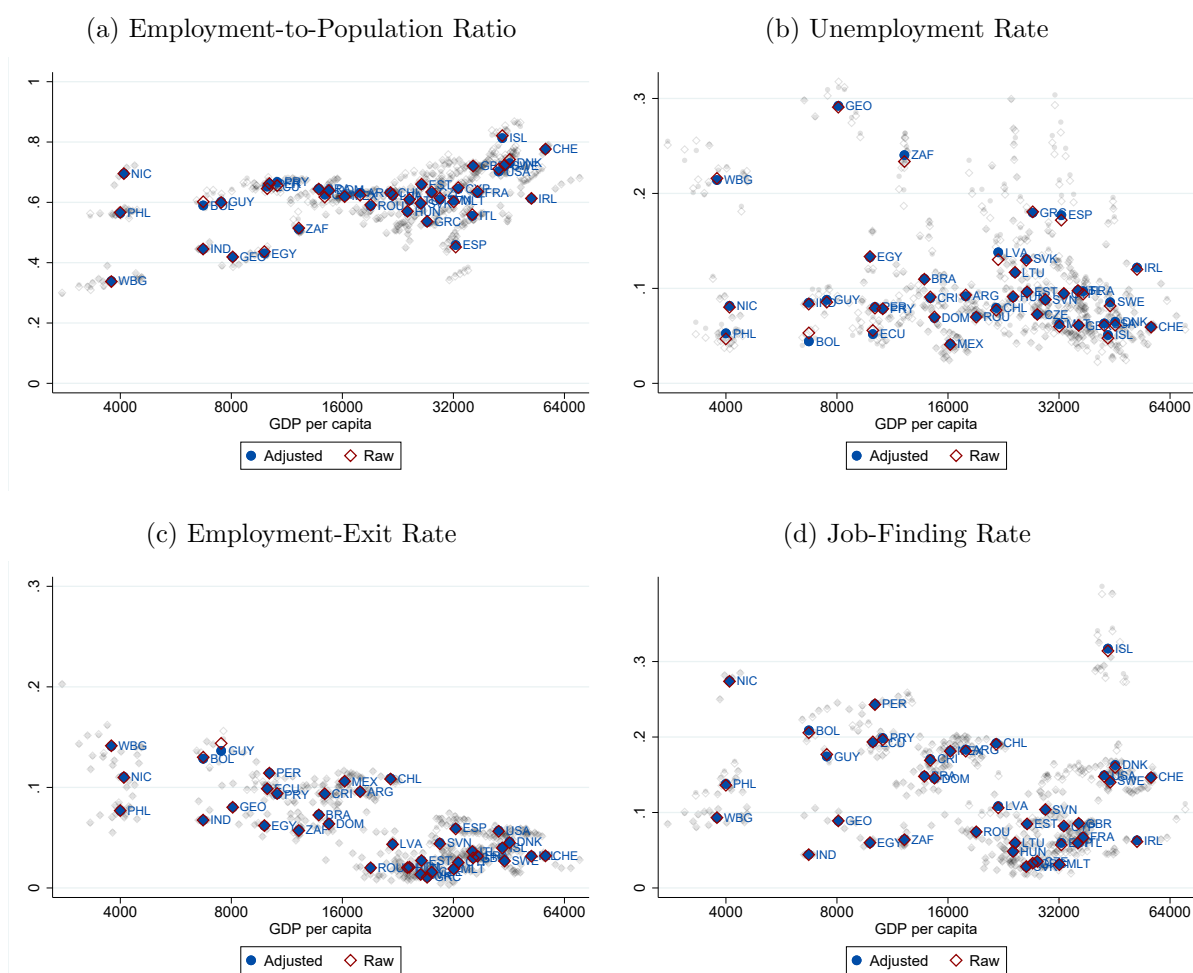 (a) Employment-to-Population Ratio
1
.8
.6
.4
.2
0
NIC
PHL
WBG
BOL
GUY
IND
GEO
EGY
PRY
ZAF
ROU
HUN
GRC
EST
ESP
ITL
FRA
ISL
DNK
USA
IRL
CHE
4000
8000
16000
32000
64000
GDP per capita
Adjusted
Raw
(b) Unemployment Rate
.3
.2
.1
0
GEO
WBG
ZAF
GRC
ESP
EGY
LVA
SVK
LTU
IRL
NIC
GUY
BRA
CRI
ARG
EST
SVN
FRA
SWE
PHL
BOL
PRY
ECU
DOM
ROU
CHL
CZE
MEX
DNK
ISL
CHE
4000
8000
16000
32000
64000
GDP per capita
Adjusted
Raw
(c) Employment-Exit Rate
.3
.2
.1
0
WBG
NIC
PHL
BOL
GUY
IND
GEO
EGY
PER
ECU
PRY
ZAF
CRI
BRA
DOM
MEX
ARG
CHL
LVA
ROU
EST
SVN
ESP
GRC
MLT
USA
DNK
ISL
SWE
CHE
4000
8000
16000
32000
64000
GDP per capita
Adjusted
Raw
(d) Job-Finding Rate
.3
.2
.1
0
ISL
NIC
PER
BOL
PRY
ECU
GUY
CHL
ARG
CRI
DOM
PHL
WBG
GEO
IND
EGY
ZAF
LVA
SVN
ROU
EST
GBR
LTU
HUN
FRA
MLT
DNK
USA
SWE
CHE
IRL
4000
8000
16000
32000
64000
GDP per capita
Adjusted
Raw